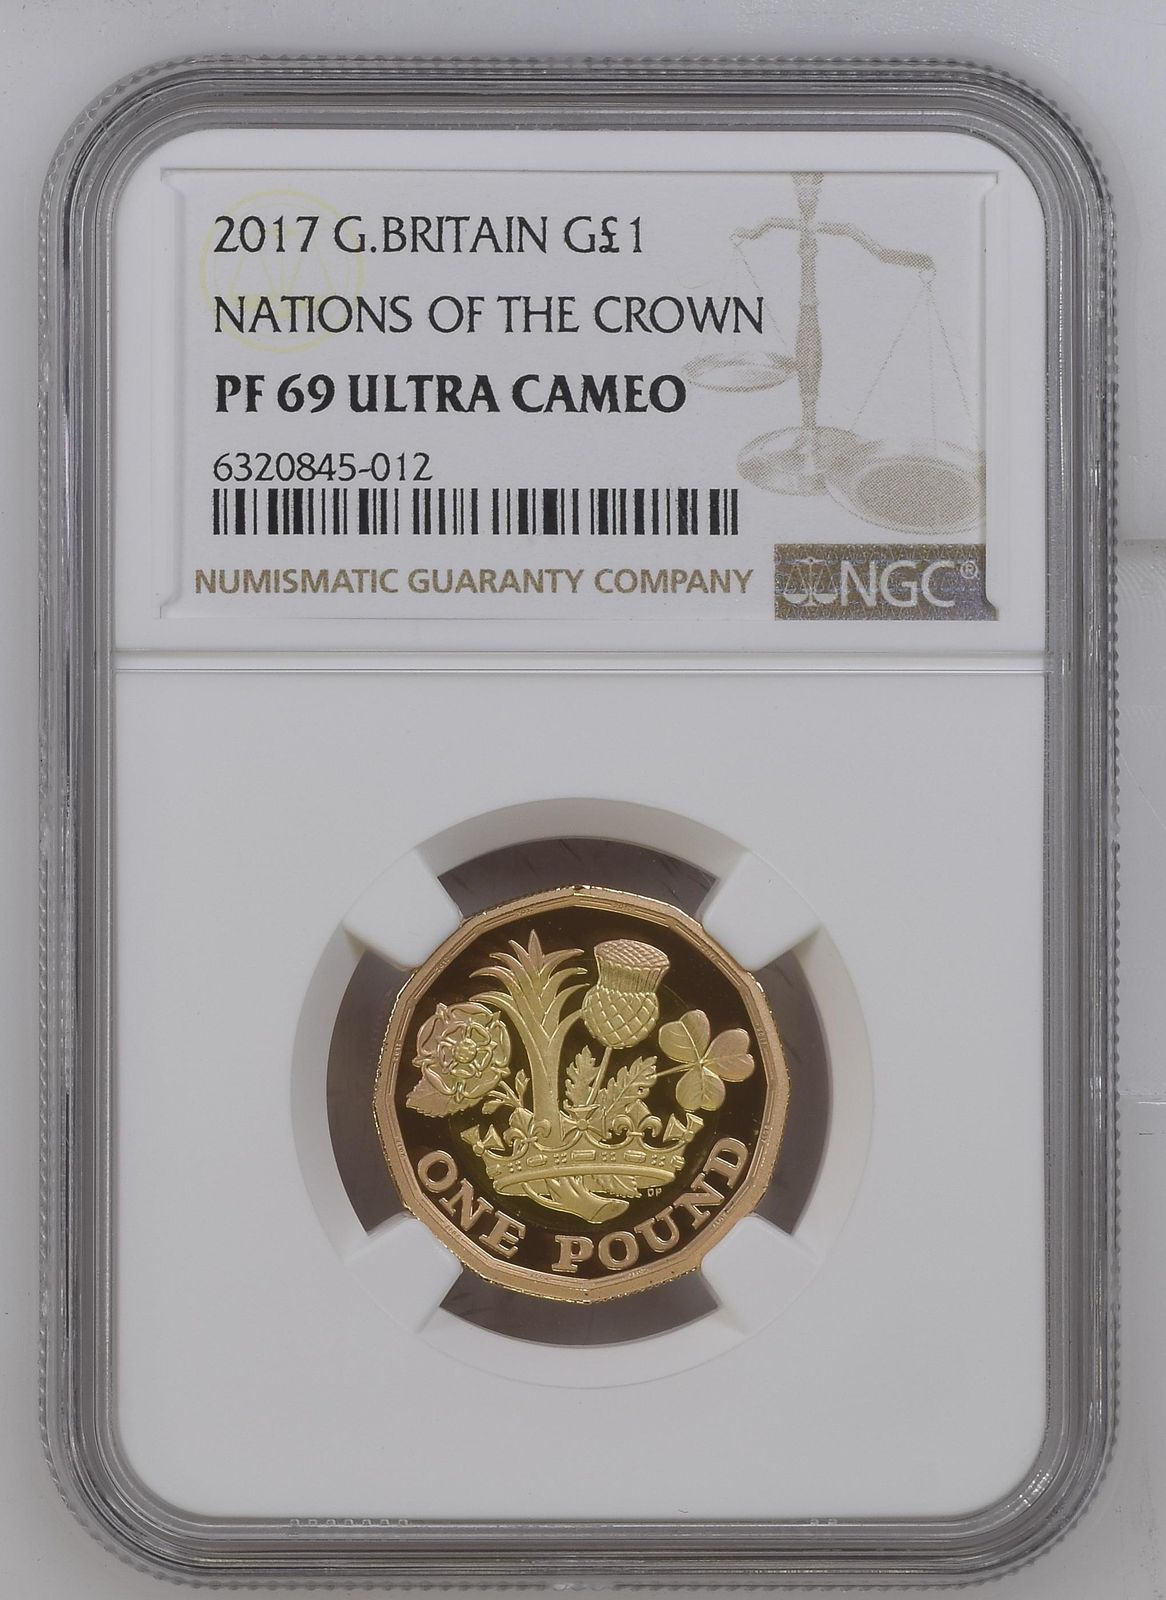 2017 G.BRITAIN G£1
NATIONS OF THE CROWN
PF 69 ULTRA CAMEO
6320845-012
NUMISMATIC GUARANTY COMPANY
NGC®
DP
ONE POUND